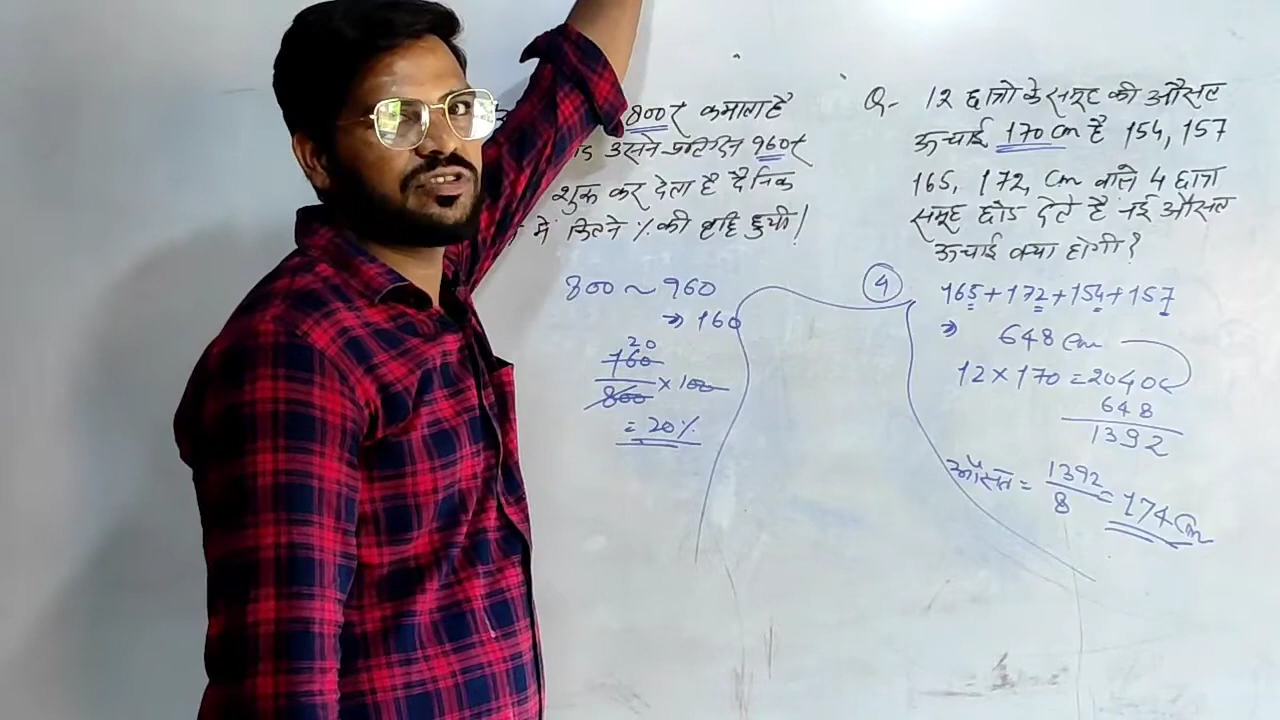 800₹ कमाता है
उसने प्रतिदिन 960₹
शुरू कर देता है दैनिक
में कितने % की वृद्धि हुयी!
800 ~ 960
⇒ 160
20
160
800 × 100
= 20%
Q- 12 छात्रो के समूह की औसत
ऊचाई 170 cm है 154, 157
165, 172, cm वाले 4 छात्रा
समूह छोड देते है नई औसत
ऊचाई क्या होगी?
4
165+172+154+157
⇒ 648 cm
12×170 = 2040
648
1392
औसत = 1392/8 = 174 cm